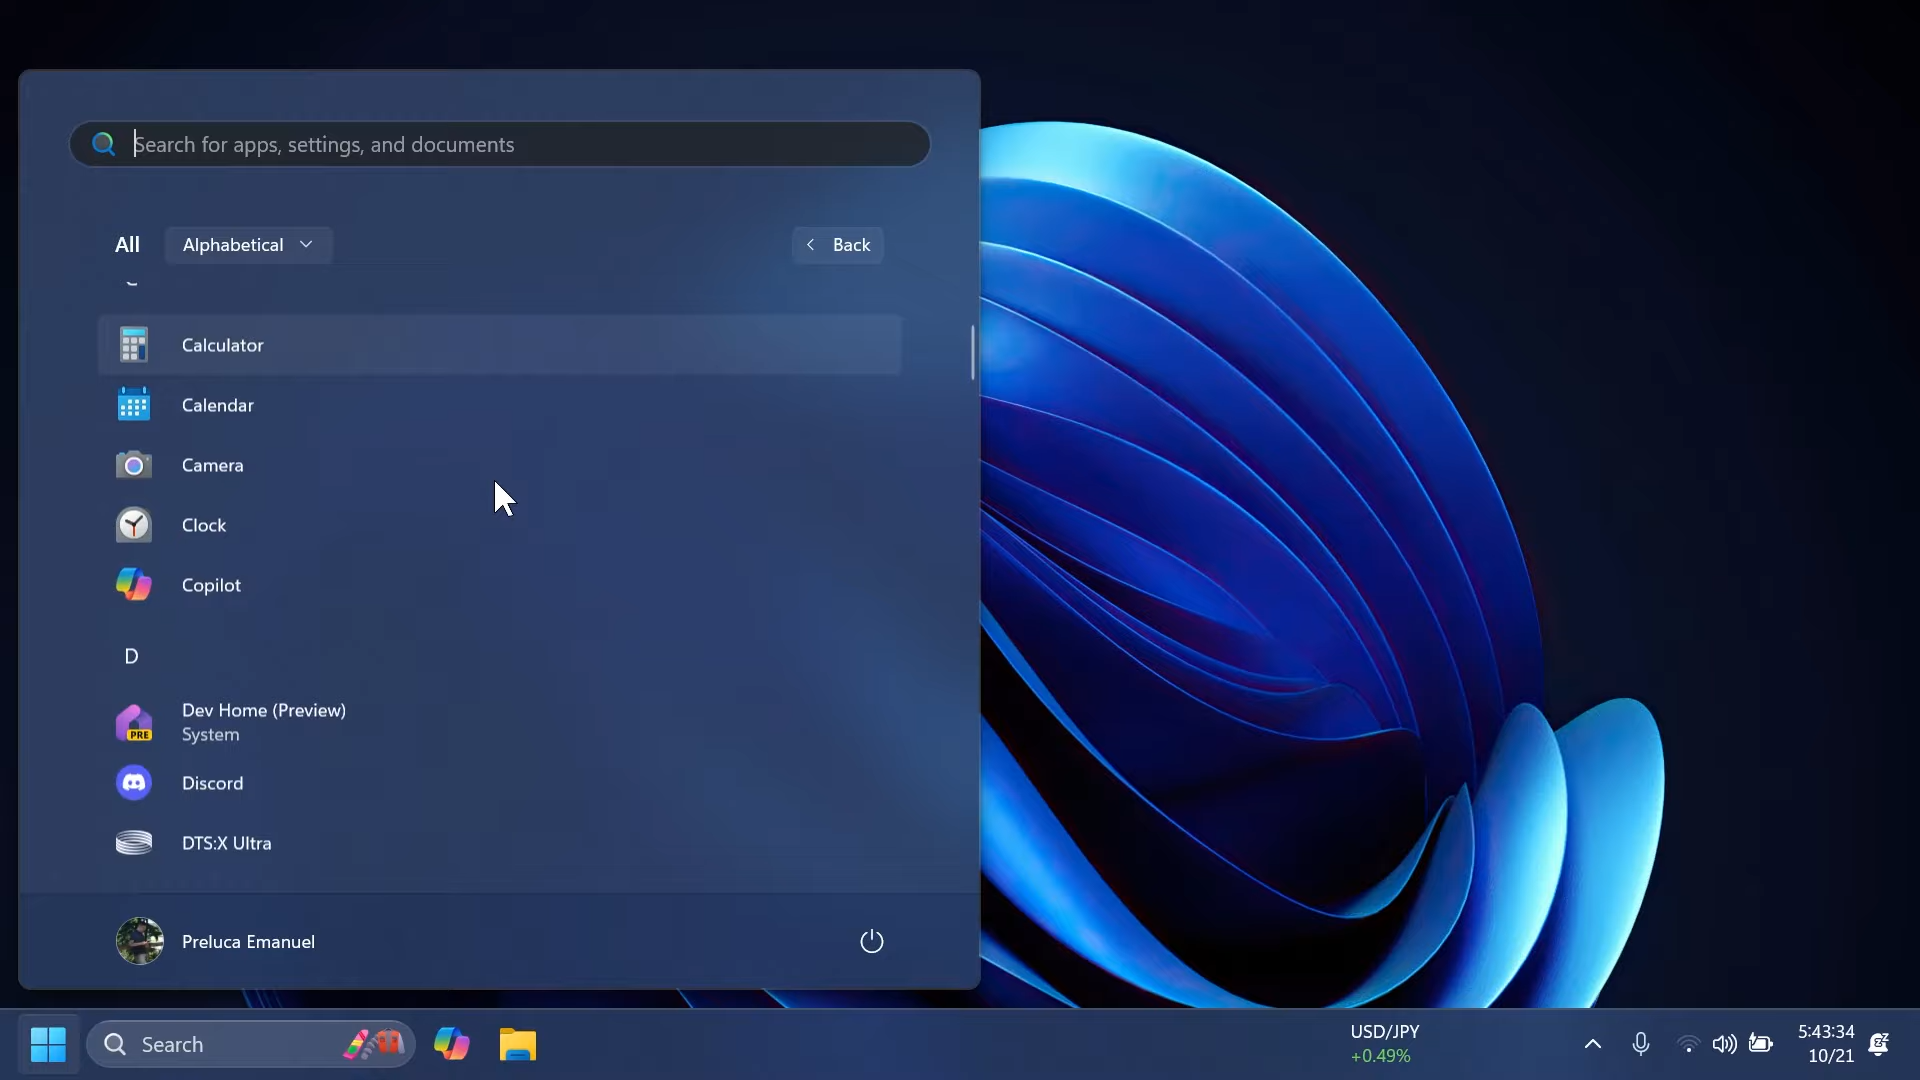 Search for apps, settings, and documents
All
Alphabetical
Back
Calculator
Calendar
Camera
Clock
Copilot
D
Dev Home (Preview)
System
PRE
Discord
DTS:X Ultra
Preluca Emanuel
Search
USD/JPY
+0.49%
5:43:34
10/21